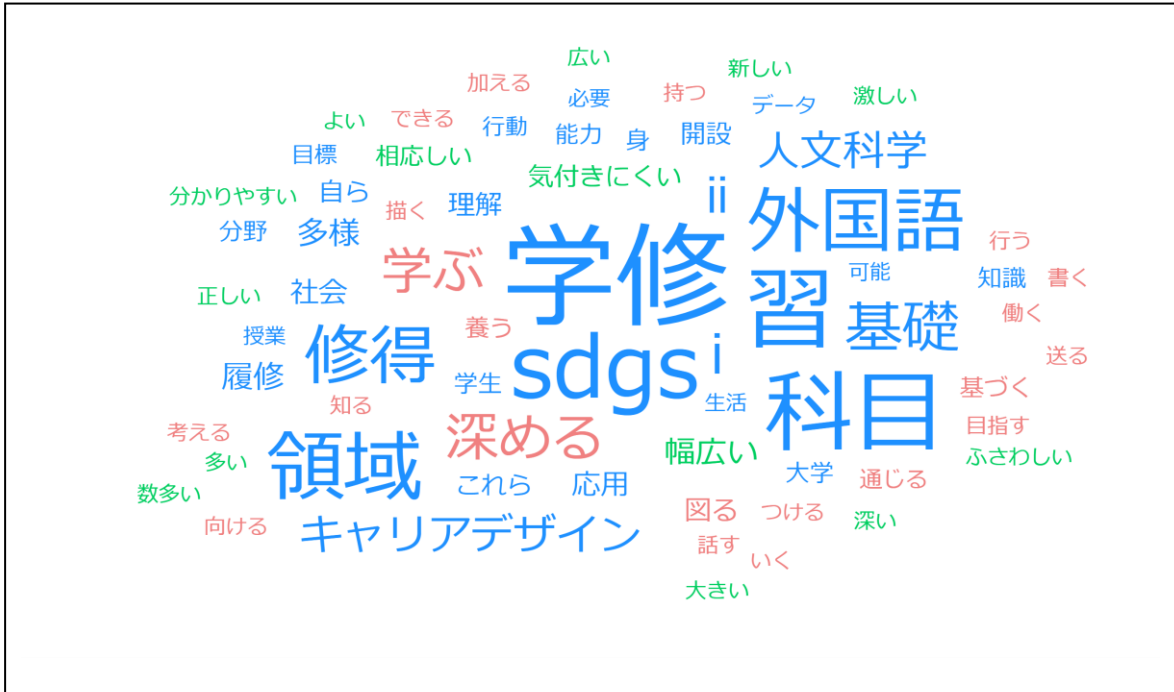 広い
新しい
加える
持つ
必要
データ
激しい
よい
できる
行動
能力
身
開設
人文科学
目標
相応しい
気付きにくい
ii
外国語
分かりやすい
自ら
描く
理解
分野
多様
学ぶ
学修
習
可能
行う
知識
書く
正しい
社会
基礎
働く
授業
養う
修得
sdgs
i
送る
履修
学生
生活
科目
基づく
知る
目指す
考える
深める
幅広い
ふさわしい
多い
領域
これら
応用
大学
通じる
数多い
向ける
キャリアデザイン
図る
つける
深い
話す
いく
大きい